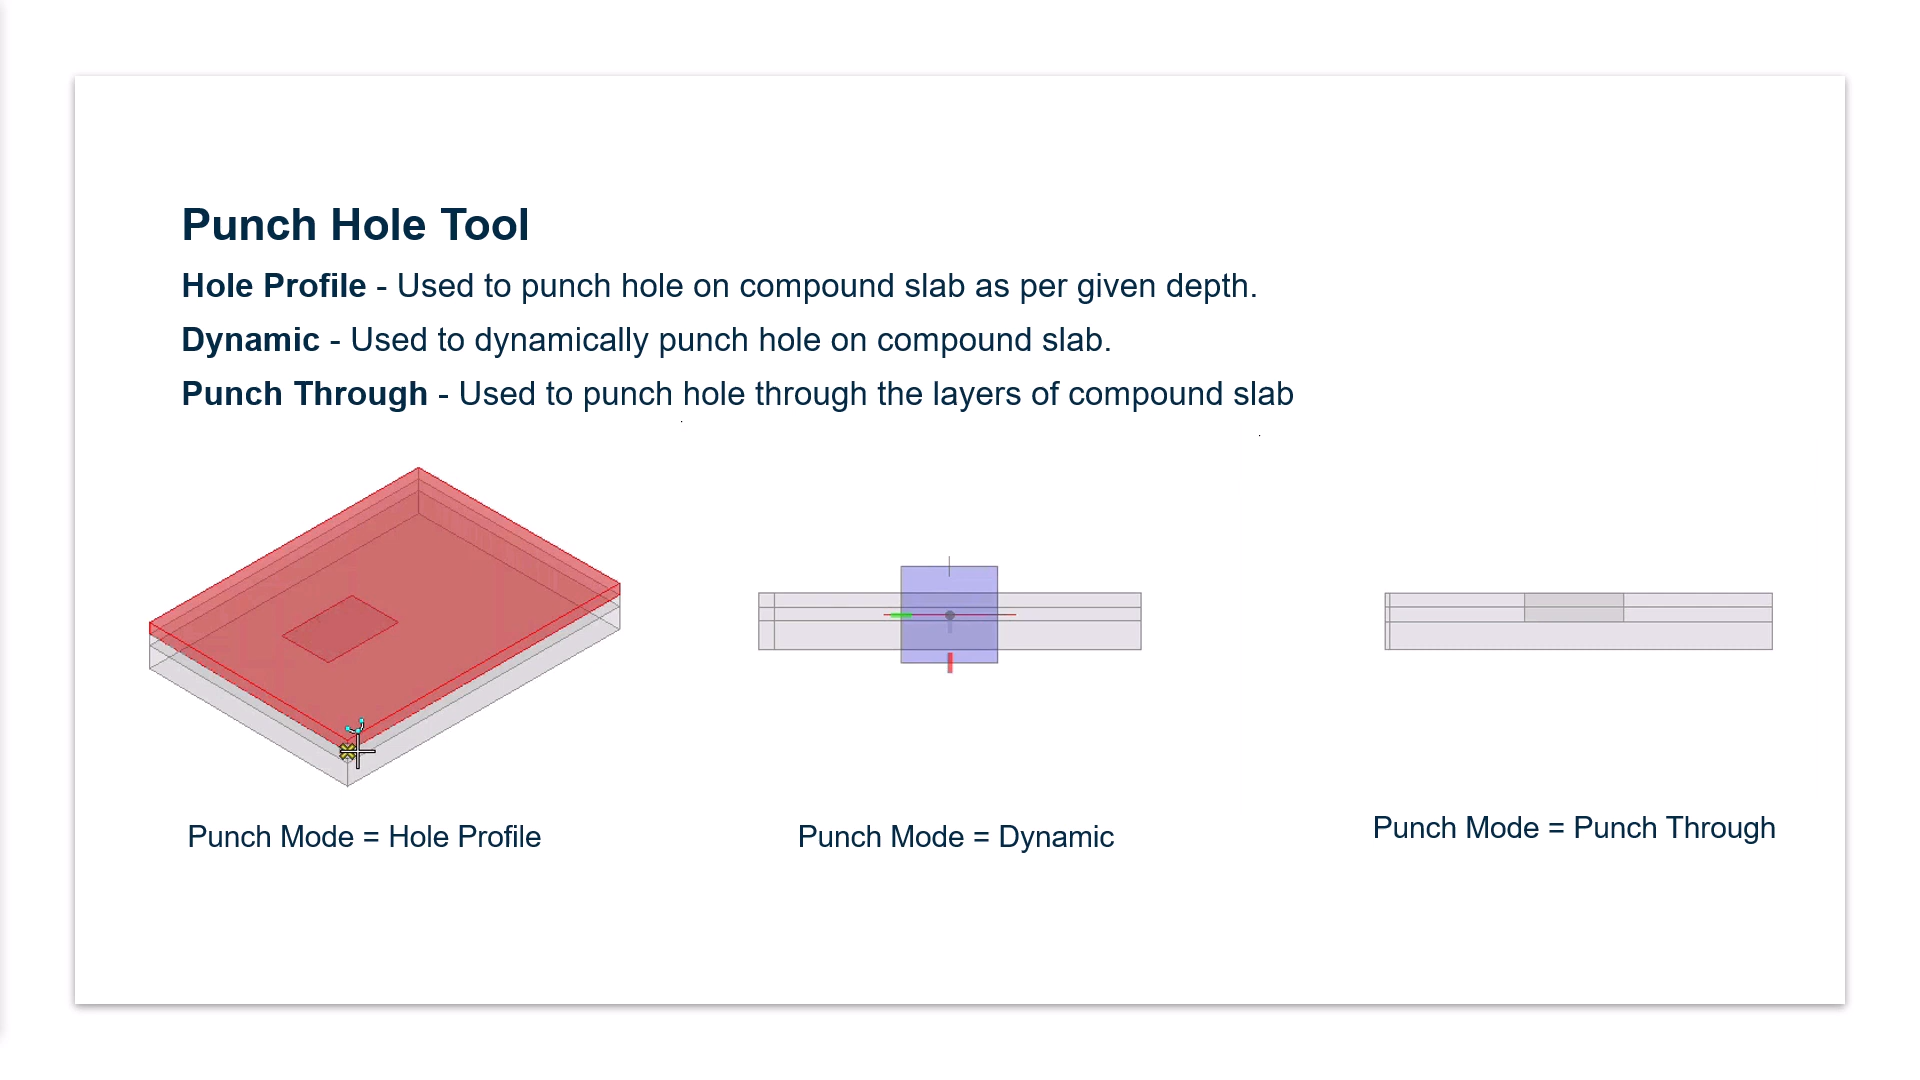 Punch Hole Tool
Hole Profile - Used to punch hole on compound slab as per given depth.
Dynamic - Used to dynamically punch hole on compound slab.
Punch Through - Used to punch hole through the layers of compound slab
Punch Mode = Hole Profile
Punch Mode = Dynamic
Punch Mode = Punch Through